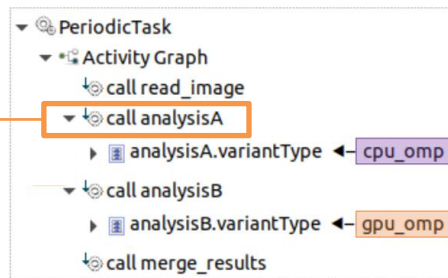 PeriodicTask
Activity Graph
call read_image
call analysisA
analysisA.variantType cpu_omp
call analysisB
analysisB.variantType gpu_omp
call merge_results